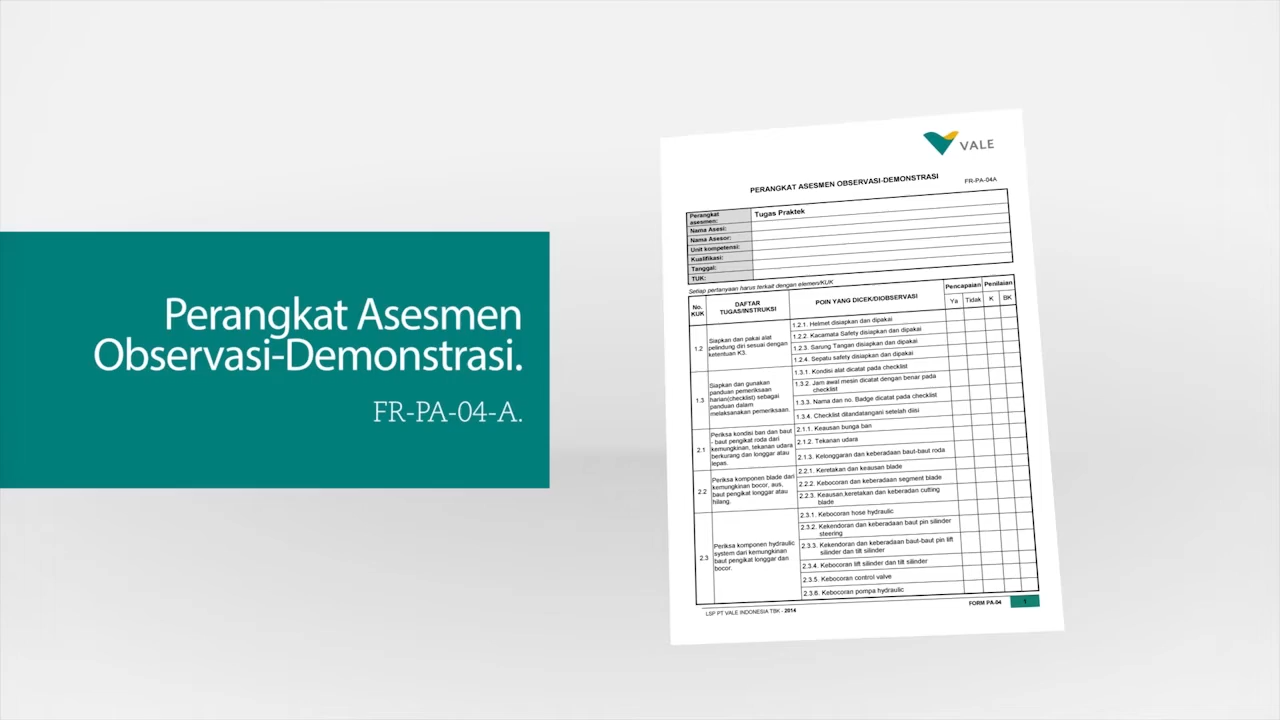 Perangkat Asesmen
Observasi-Demonstrasi.
FR-PA-04-A.
VALE
PERANGKAT ASESMEN OBSERVASI-DEMONSTRASI
FR-PA-04A
Perangkat
asesmen:
Tugas Praktek
Nama Asesi:
Nama Asesor:
Unit kompetensi:
Kualifikasi:
Tanggal:
TUK:
Setiap pertanyaan harus terkait dengan elemen/KUK
No.
KUK
DAFTAR
TUGAS/INSTRUKSI
POIN YANG DICEK/DIOBSERVASI
Pencapaian
Penilaian
Ya
Tidak
K
BK
1.2
Siapkan dan pakai alat
pelindung diri sesuai dengan
ketentuan K3.
1.2.1. Helmet disiapkan dan dipakai
1.2.2. Kacamata Safety disiapkan dan dipakai
1.2.3. Sarung Tangan disiapkan dan dipakai
1.2.4. Sepatu safety disiapkan dan dipakai
1.3
Siapkan dan gunakan
panduan pemeriksaan
harian(checklist) sebagai
panduan dalam
melaksanakan pemeriksaan.
1.3.1. Kondisi alat dicatat pada checklist
1.3.2. Jam awal mesin dicatat dengan benar pada
checklist
1.3.3. Nama dan no. Badge dicatat pada checklist
1.3.4. Checklist ditandatangani setelah diisi
2.1
Periksa kondisi ban dan baut
- baut pengikat roda dari
kemungkinan, tekanan udara
berkurang dan longgar atau
lepas.
2.1.1. Keausan bunga ban
2.1.2. Tekanan udara
2.1.3. Kelonggaran dan keberadaan baut-baut roda
2.2
Periksa komponen blade dari
kemungkinan bocor, aus,
baut pengikat longgar atau
hilang.
2.2.1. Keretakan dan keausan blade
2.2.2. Kebocoran dan keberadaan segment blade
2.2.3. Keausan,keretakan dan keberadan cutting
blade
2.3
Periksa komponen hydraulic
system dari kemungkinan
baut pengikat longgar dan
bocor.
2.3.1. Kebocoran hose hydraulic
2.3.2. Kekendoran dan keberadaan baut pin silinder
steering
2.3.3. Kekendoran dan keberadaan baut-baut pin lift
silinder dan tilt silinder
2.3.4. Kebocoran lift silinder dan tilt silinder
2.3.5. Kebocoran control valve
2.3.6. Kebocoran pompa hydraulic
LSP PT VALE INDONESIA TBK - 2014
FORM PA-04
1